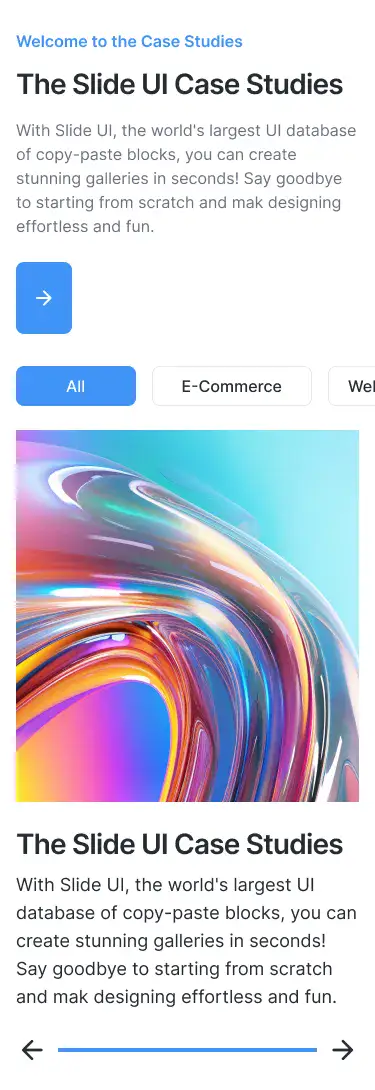 Welcome to the Case Studies
The Slide UI Case Studies
With Slide UI, the world's largest UI database
of copy-paste blocks, you can create
stunning galleries in seconds! Say goodbye
to starting from scratch and mak designing
effortless and fun.
All
E-Commerce
The Slide UI Case Studies
With Slide UI, the world's largest UI
database of copy-paste blocks, you can
create stunning galleries in seconds!
Say goodbye to starting from scratch
and mak designing effortless and fun.